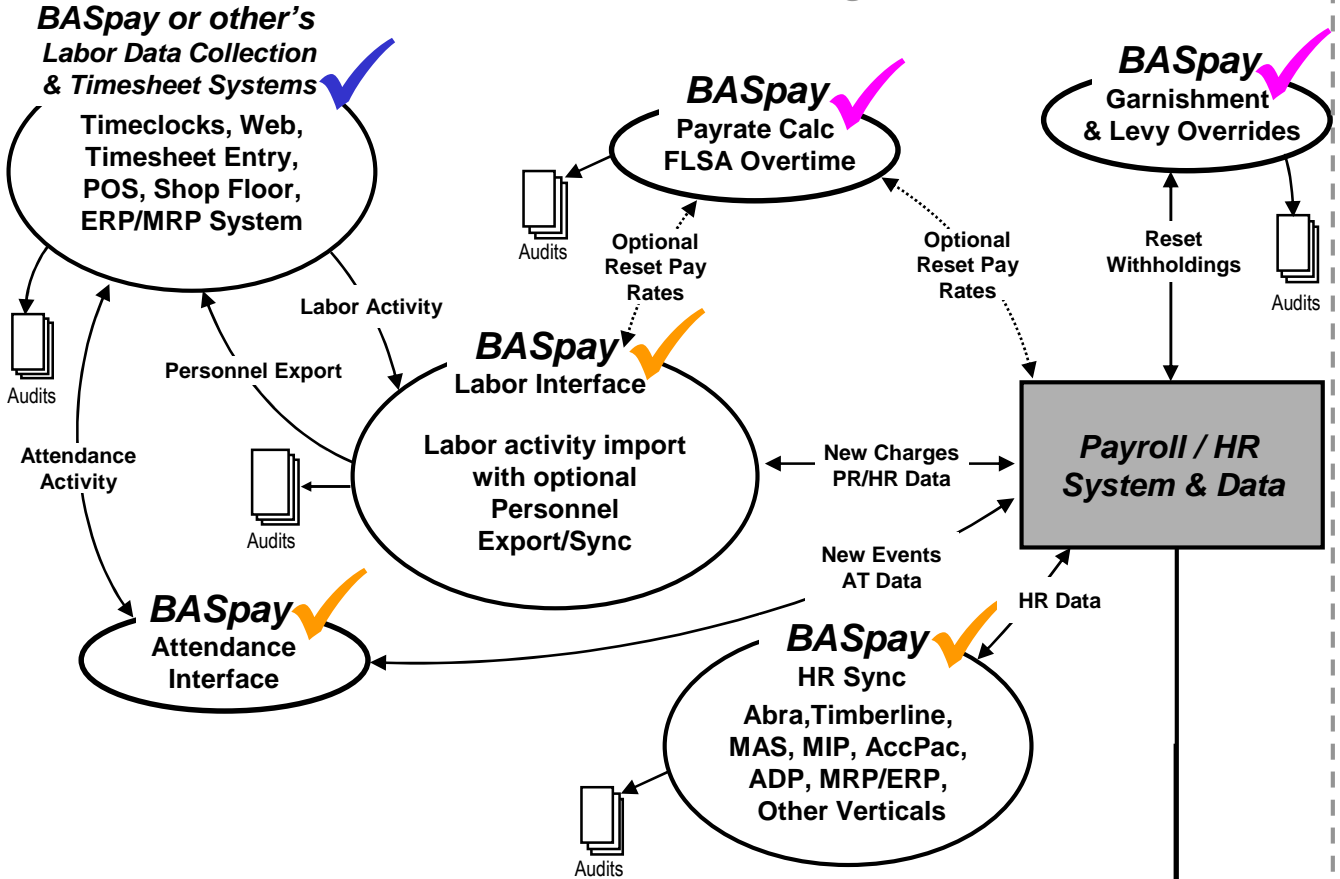 BASpay or other's
Labor Data Collection
& Timesheet Systems
Timeclocks, Web,
Timesheet Entry,
POS, Shop Floor,
ERP/MRP System
Audits
BASpay
Payrate Calc
FLSA Overtime
Audits
BASpay
Garnishment
& Levy Overrides
Audits
Optional
Reset Pay
Rates
Optional
Reset Pay
Rates
Reset
Withholdings
Labor Activity
Personnel Export
Attendance
Activity
BASpay
Labor Interface
Labor activity import
with optional
Personnel
Export/Sync
Audits
New Charges
PR/HR Data
Payroll / HR
System & Data
New Events
AT Data
HR Data
BASpay
Attendance
Interface
BASpay
HR Sync
Abra,Timberline,
MAS, MIP, AccPac,
ADP, MRP/ERP,
Other Verticals
Audits